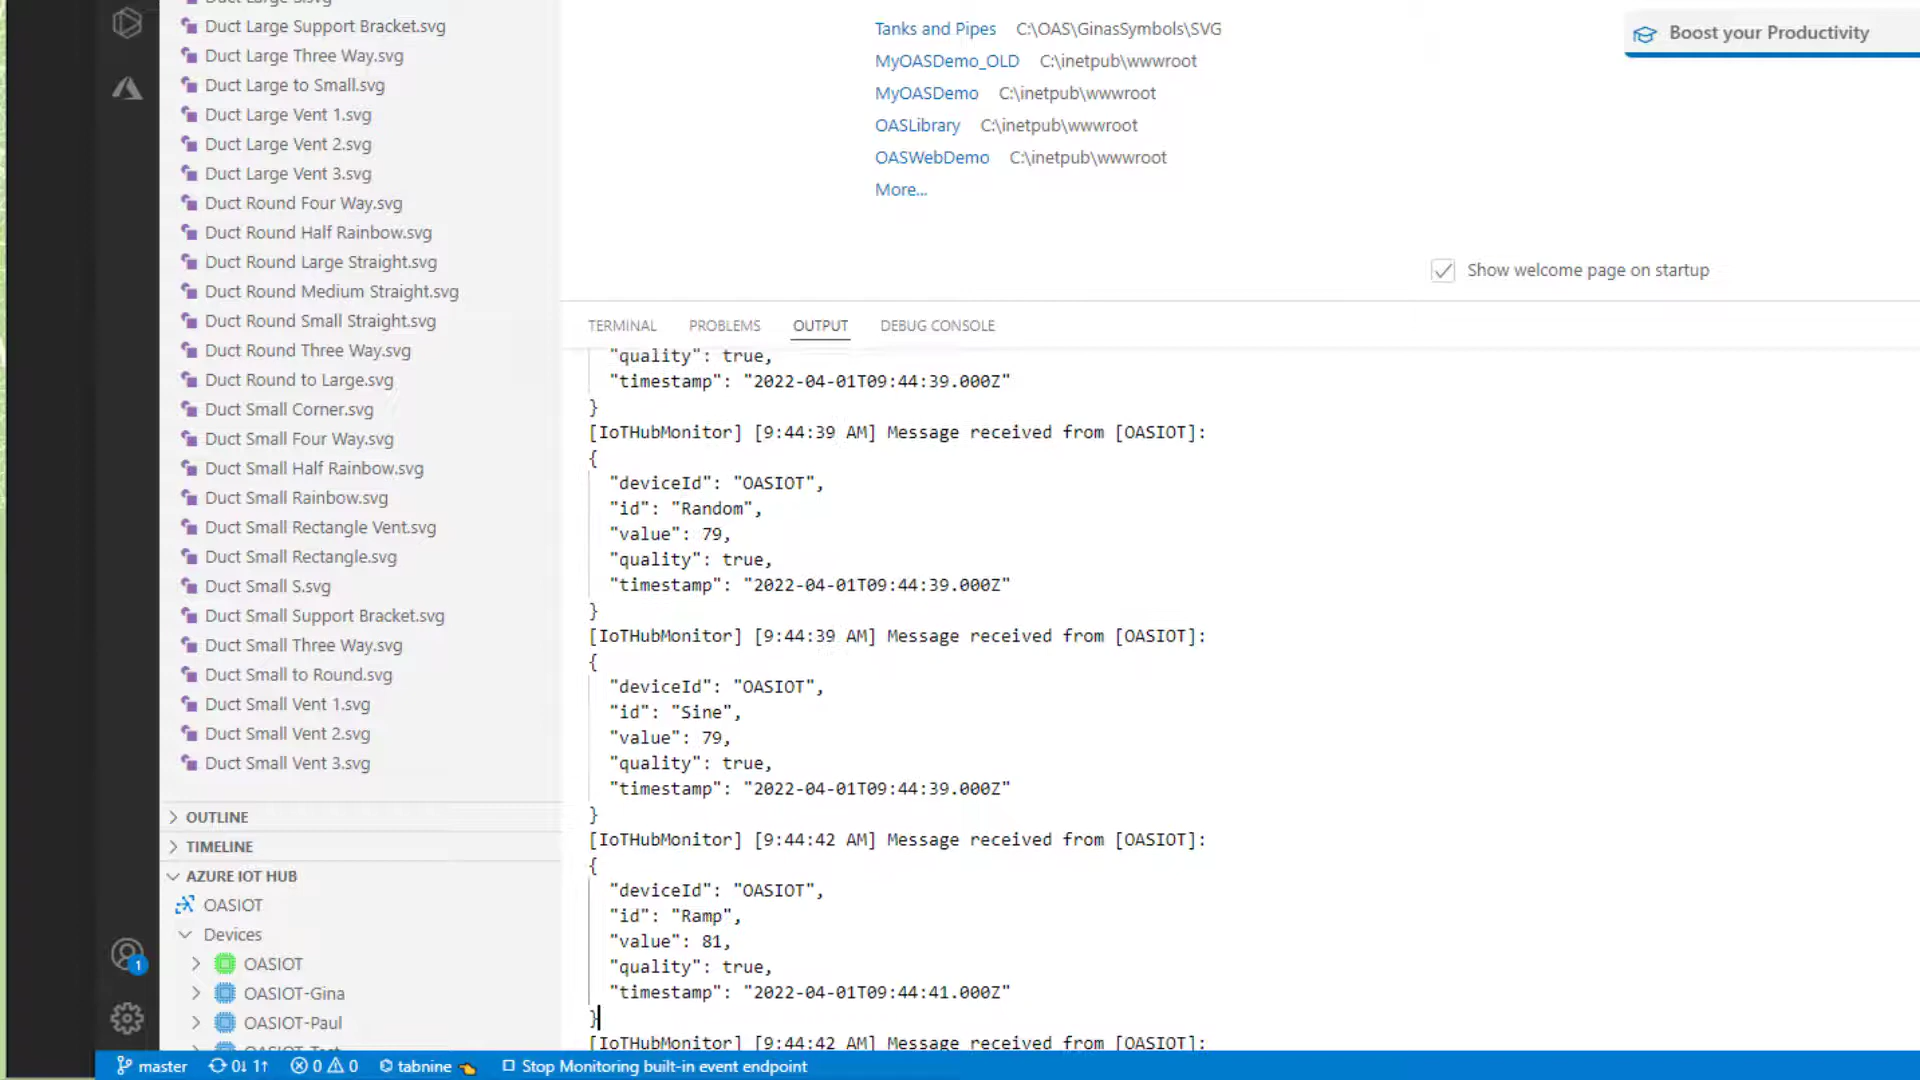 Duct Large Support Bracket.svg
Duct Large Three Way.svg
Duct Large to Small.svg
Duct Large Vent 1.svg
Duct Large Vent 2.svg
Duct Large Vent 3.svg
Duct Round Four Way.svg
Duct Round Half Rainbow.svg
Duct Round Large Straight.svg
Duct Round Medium Straight.svg
Duct Round Small Straight.svg
Duct Round Three Way.svg
Duct Round to Large.svg
Duct Small Corner.svg
Duct Small Four Way.svg
Duct Small Half Rainbow.svg
Duct Small Rainbow.svg
Duct Small Rectangle Vent.svg
Duct Small Rectangle.svg
Duct Small S.svg
Duct Small Support Bracket.svg
Duct Small Three Way.svg
Duct Small to Round.svg
Duct Small Vent 1.svg
Duct Small Vent 2.svg
Duct Small Vent 3.svg
OUTLINE
TIMELINE
AZURE IOT HUB
OASIOT
Devices
OASIOT
OASIOT-Gina
OASIOT-Paul
1
Tanks and Pipes C:\OAS\GinasSymbols\SVG
MyOASDemo_OLD C:\inetpub\wwwroot
MyOASDemo C:\inetpub\wwwroot
OASLibrary C:\inetpub\wwwroot
OASWebDemo C:\inetpub\wwwroot
More...
Boost your Productivity
Show welcome page on startup
TERMINAL PROBLEMS OUTPUT DEBUG CONSOLE
"quality": true,
"timestamp": "2022-04-01T09:44:39.000Z"
}
[IoTHubMonitor] [9:44:39 AM] Message received from [OASIOT]:
{
"deviceId": "OASIOT",
"id": "Random",
"value": 79,
"quality": true,
"timestamp": "2022-04-01T09:44:39.000Z"
}
[IoTHubMonitor] [9:44:39 AM] Message received from [OASIOT]:
{
"deviceId": "OASIOT",
"id": "Sine",
"value": 79,
"quality": true,
"timestamp": "2022-04-01T09:44:39.000Z"
}
[IoTHubMonitor] [9:44:42 AM] Message received from [OASIOT]:
{
"deviceId": "OASIOT",
"id": "Ramp",
"value": 81,
"quality": true,
"timestamp": "2022-04-01T09:44:41.000Z"
}
[IoTHubMonitor] [9:44:42 AM] Message received from [OASIOT]:
master 0↓ 1↑ 0 0 tabnine Stop Monitoring built-in event endpoint